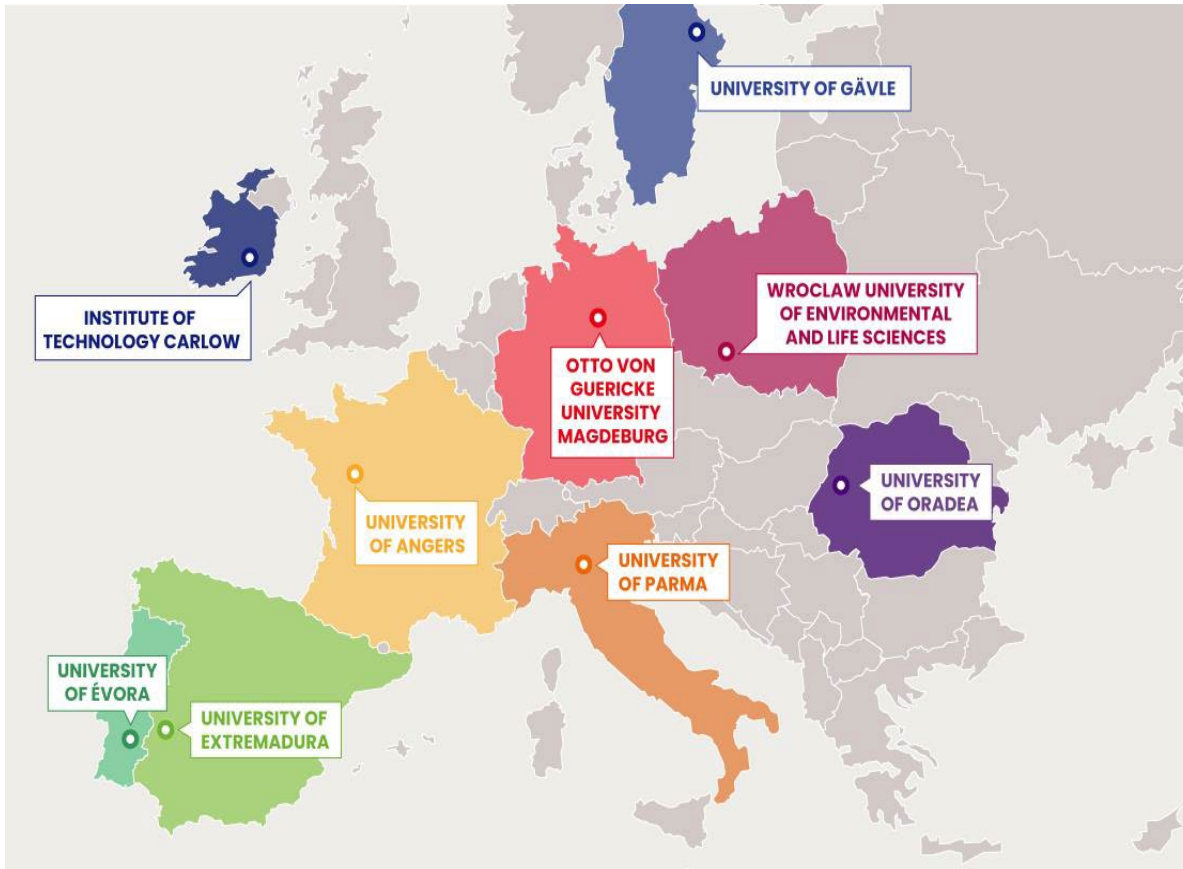 UNIVERSITY OF GÄVLE
INSTITUTE OF
TECHNOLOGY CARLOW
WROCLAW UNIVERSITY
OF ENVIRONMENTAL
AND LIFE SCIENCES
OTTO VON
GUERICKE
UNIVERSITY
MAGDEBURG
UNIVERSITY
OF ORADEA
UNIVERSITY
OF ANGERS
UNIVERSITY
OF PARMA
UNIVERSITY
OF ÉVORA
UNIVERSITY OF
EXTREMADURA